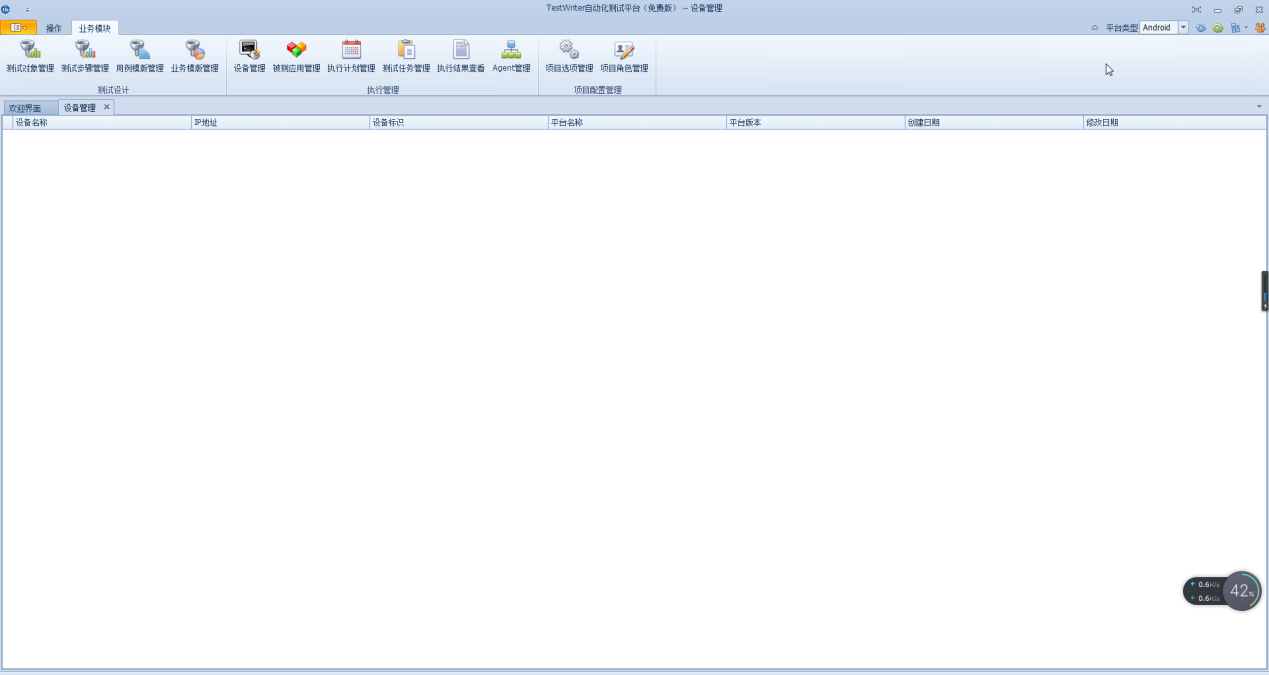 TestWriter自动化测试平台（免费版） -- 设备管理
操作 业务模块 平台类型 Android
测试对象管理 测试步骤管理 用例模版管理 业务模版管理 设备管理 被测应用管理 执行计划管理 测试任务管理 执行结果查看 Agent管理 项目选项管理 项目角色管理
测试设计 执行管理 项目配置管理
欢迎界面 设备管理
设备名称 IP地址 设备标识 平台名称 平台版本 创建日期 修改日期
0.6K/s
0.6K/s
42%